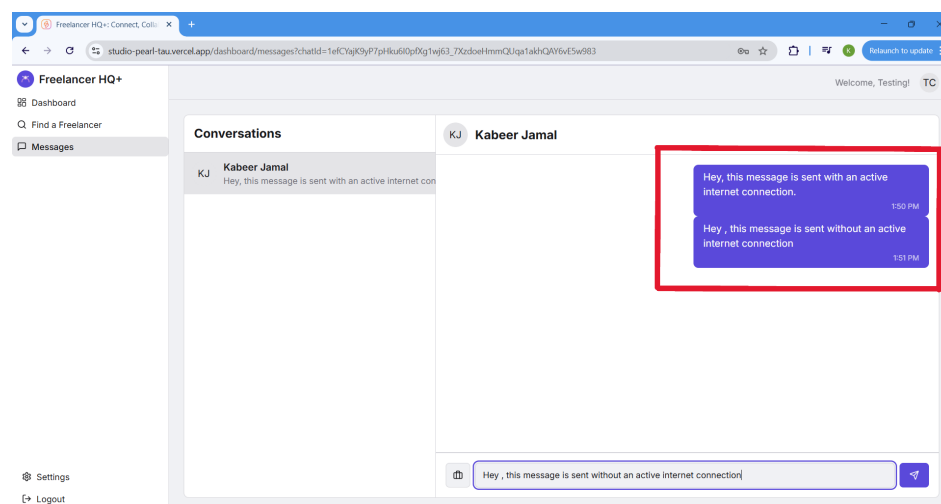 Freelancer HQ+: Connect, Colla
studio-pearl-tau.vercel.app/dashboard/messages?chatId=1efCYajK9yP7pHku6I0pfXg1wj63_7XzdoeHmmQUqa1akhQAY6vE5w983
K
Relaunch to update
Freelancer HQ+
Welcome, Testing!
TC
Dashboard
Find a Freelancer
Messages
Conversations
KJ
Kabeer Jamal
Hey, this message is sent with an active internet con
KJ
Kabeer Jamal
Hey, this message is sent with an active
internet connection.
1:50 PM
Hey , this message is sent without an active
internet connection
1:51 PM
Hey , this message is sent without an active internet connection
Settings
Logout